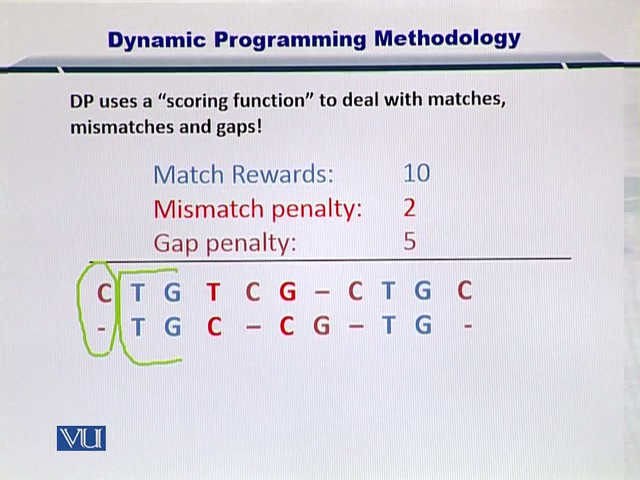 Dynamic Programming Methodology
DP uses a “scoring function” to deal with matches,
mismatches and gaps!
Match Rewards: 10
Mismatch penalty: 2
Gap penalty: 5
C T G T C G – C T G C
- T G C – C G – T G -
VU